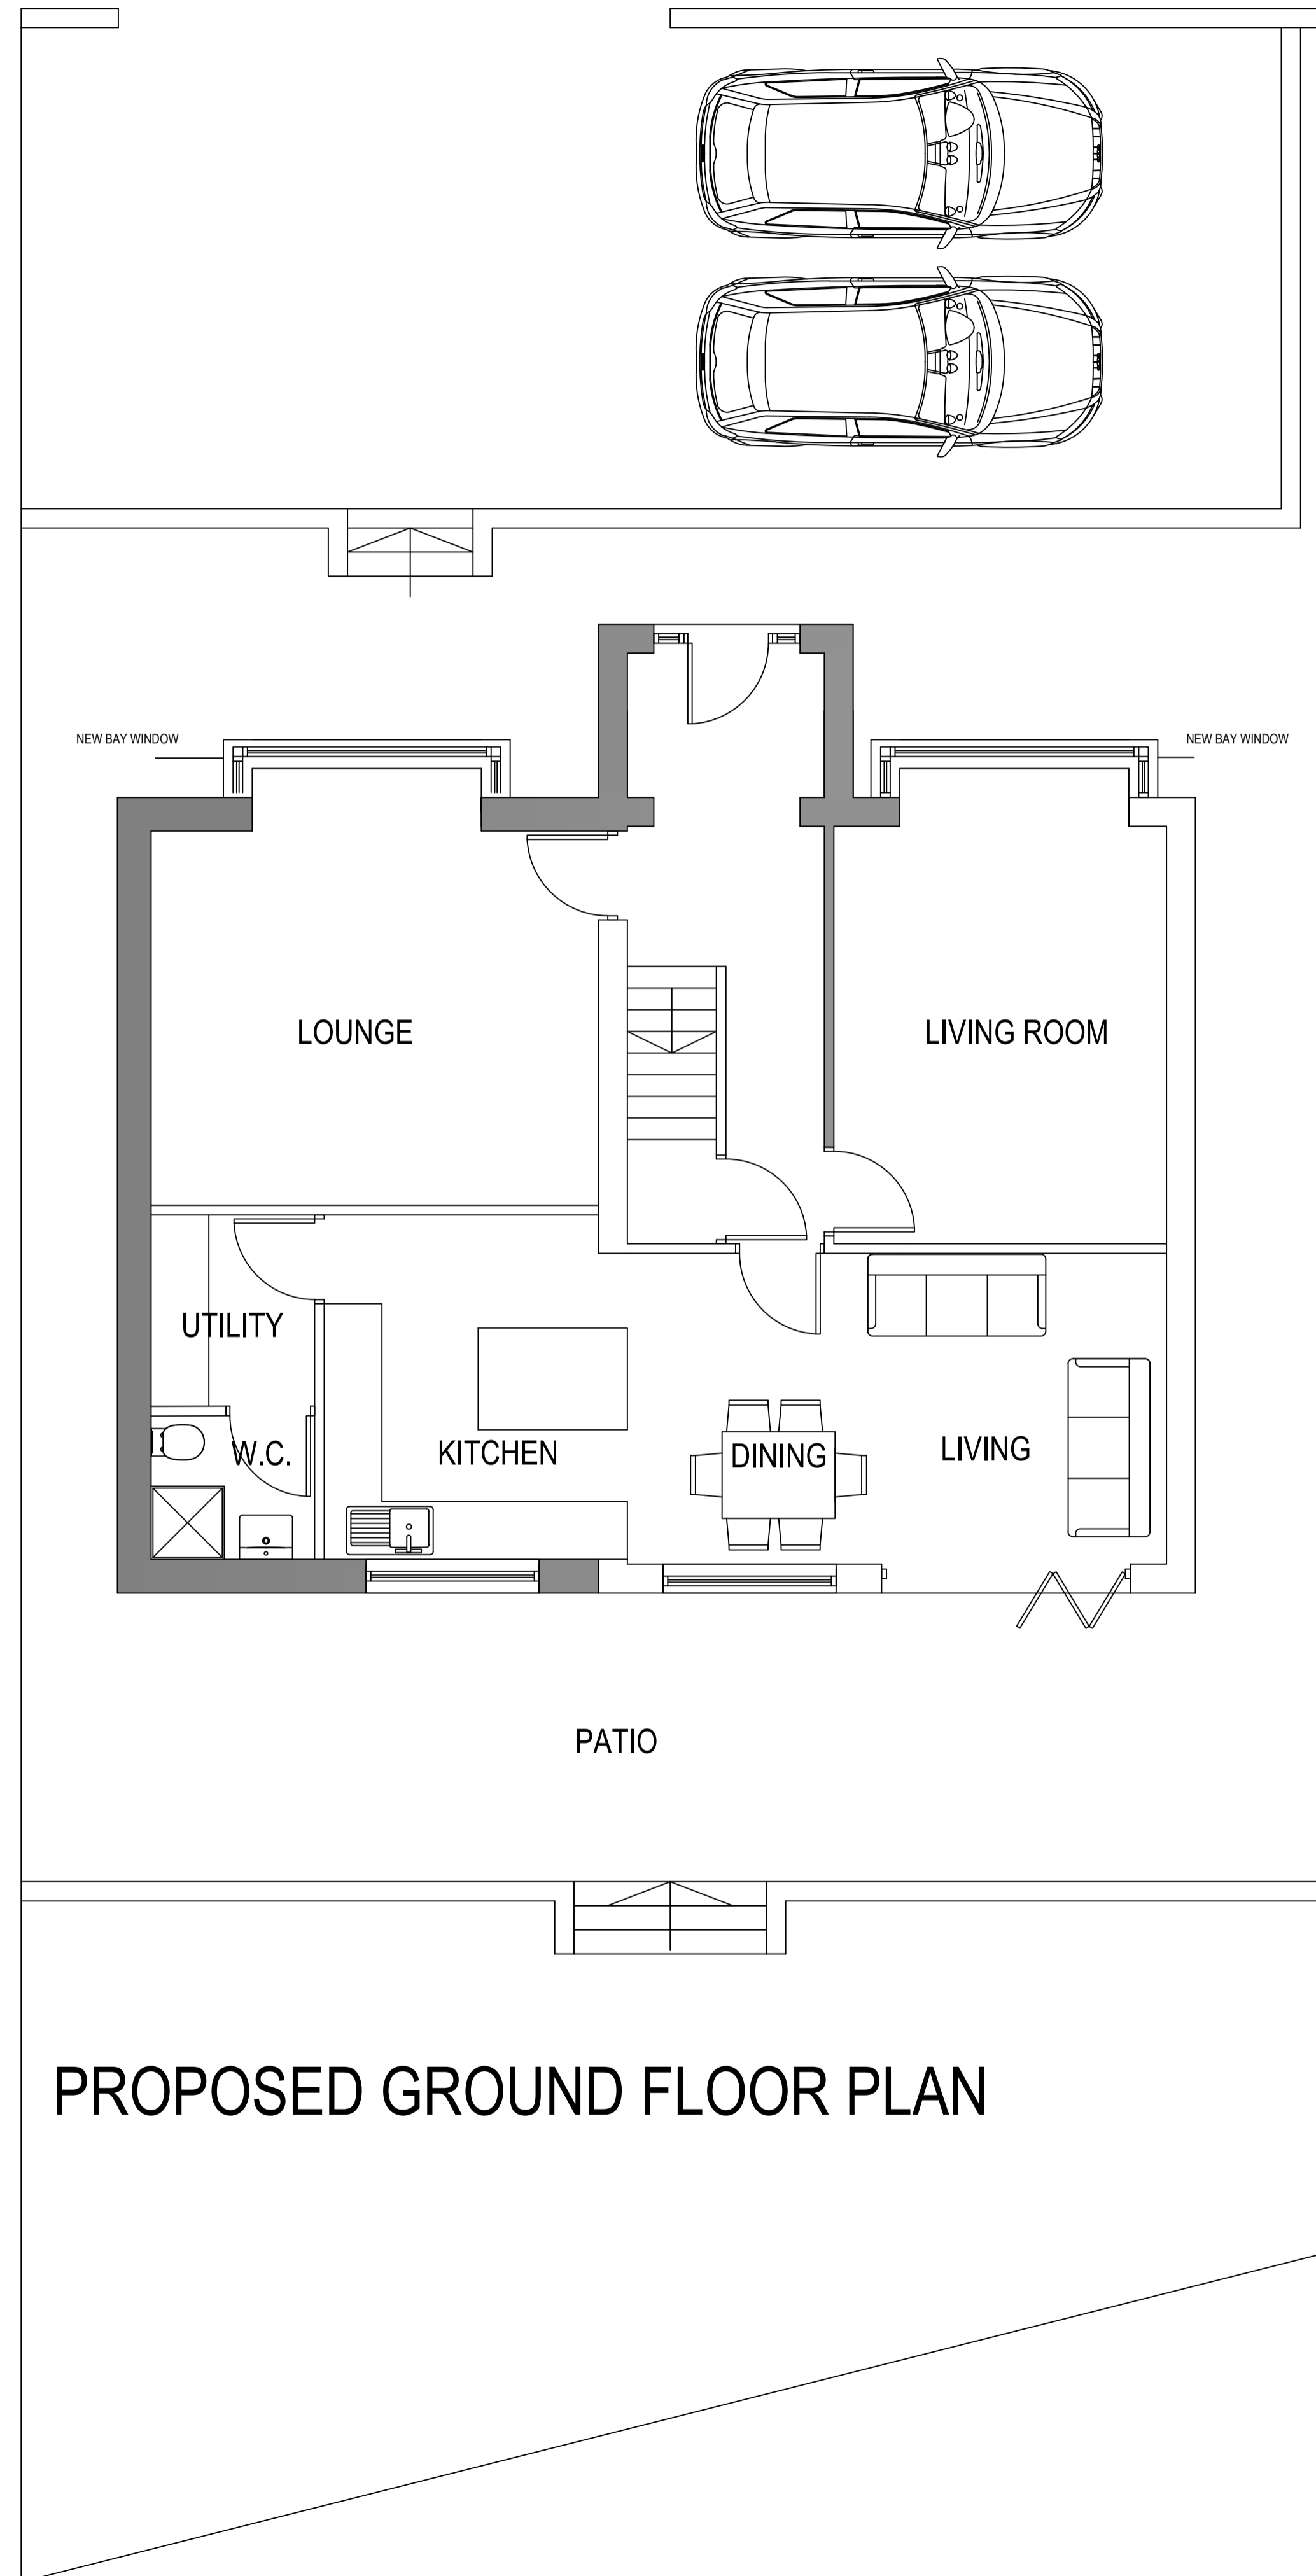 NEW BAY WINDOW
NEW BAY WINDOW
LOUNGE
LIVING ROOM
UTILITY
W.C.
KITCHEN
DINING
LIVING
PATIO
PROPOSED GROUND FLOOR PLAN